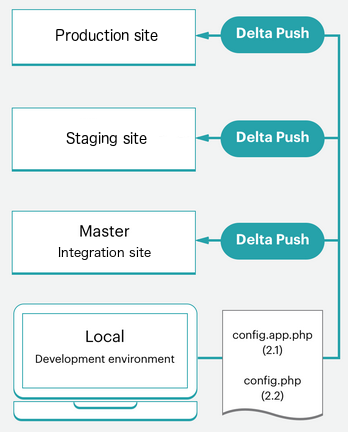 Production site
Delta Push
Staging site
Delta Push
Master
Integration site
Delta Push
Local
Development environment
config.app.php
(2.1)
config.php
(2.2)